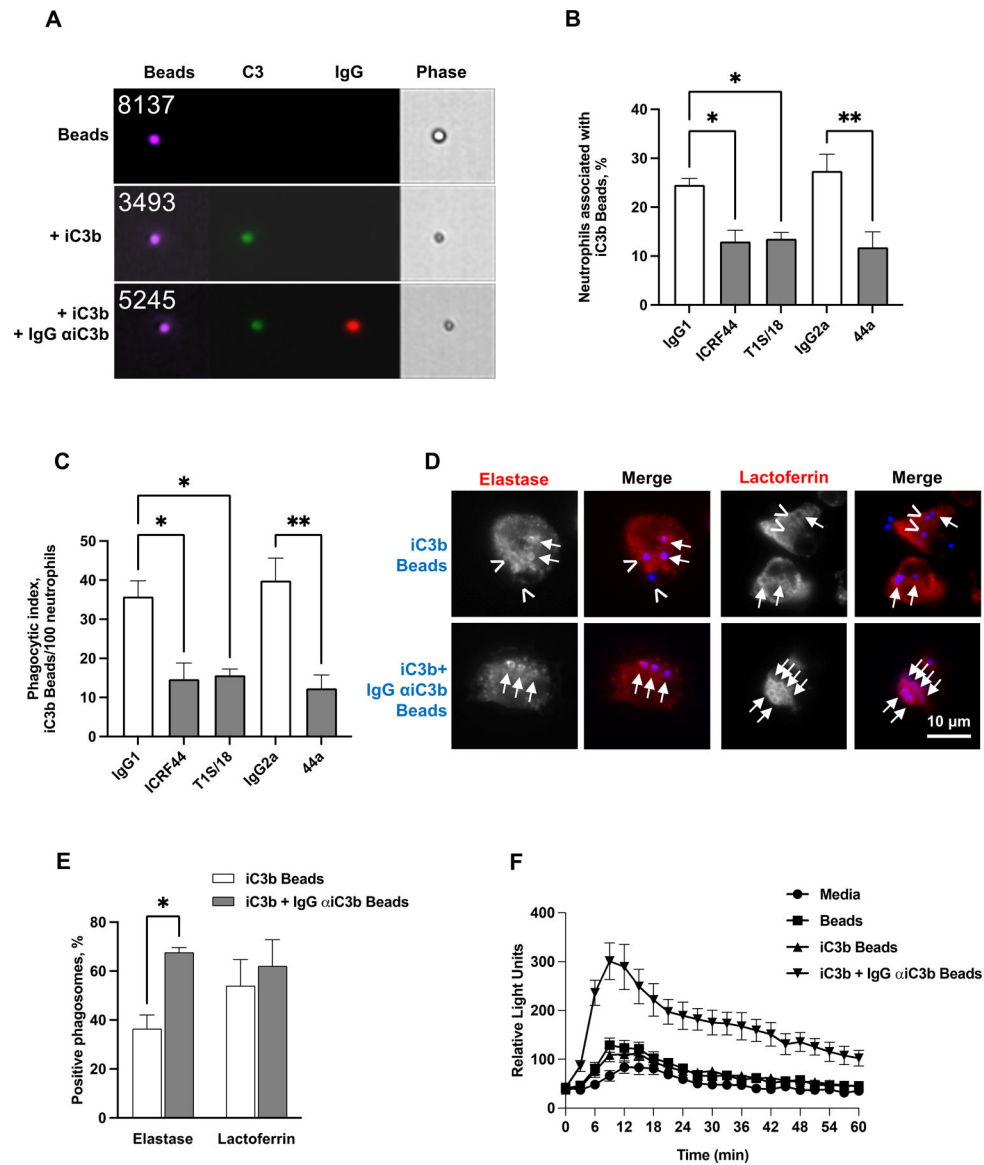 A
Beads C3 IgG Phase
Beads
8137
+ iC3b
3493
+ iC3b
+ IgG αiC3b
5245
B
Neutrophils associated with
iC3b Beads, %
40
30
20
10
0
*
*
**
IgG1
ICRF44
T1S/18
IgG2a
44a
C
Phagocytic index,
iC3b Beads/100 neutrophils
50
40
30
20
10
0
*
*
**
IgG1
ICRF44
T1S/18
IgG2a
44a
D
Elastase Merge Lactoferrin Merge
iC3b
Beads
iC3b+
IgG αiC3b
Beads
10 µm
E
iC3b Beads
iC3b + IgG αiC3b Beads
Positive phagosomes, %
80
60
40
20
0
*
Elastase Lactoferrin
F
Media
Beads
iC3b Beads
iC3b + IgG αiC3b Beads
Relative Light Units
400
300
200
100
0
0 6 12 18 24 30 36 42 48 54 60
Time (min)